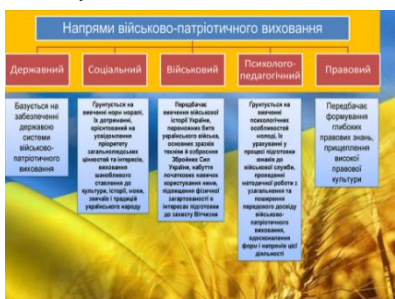 Напрями військово-патріотичного виховання
Державний
Соціальний
Військовий
Психолого-
педагогічний
Правовий
Базується на
забезпеченні
державою
системи
військово-
патріотичного
виховання
Ґрунтується на
вивченні норм моралі,
їх дотриманні,
орієнтований на
усвідомлення
пріоритету
загальнолюдських
цінностей та інтересів,
виховання
шанобливого
ставлення до
культури, історії, мови,
звичаїв і традицій
українського народу
Передбачає
вивчення військової
історії України,
переможних битв
українського війська,
основних зразків
техніки й озброєння
Збройних Сил
України, набуття
початкових навичок
користування ними,
підвищення фізичної
загартованості в
інтересах підготовки
до захисту Вітчизни
Ґрунтується на
вивченні
психологічних
особливостей
молоді, їх
урахуванні у
процесі підготовки
юнаків до
військової служби,
проведенні
методичної роботи з
узагальнення та
поширення
передового досвіду
військово-
патріотичного
виховання,
вдосконалення
форм і напрямів цієї
діяльності
Передбачає
формування
глибоких
правових знань,
прищеплення
високої
правової
культури